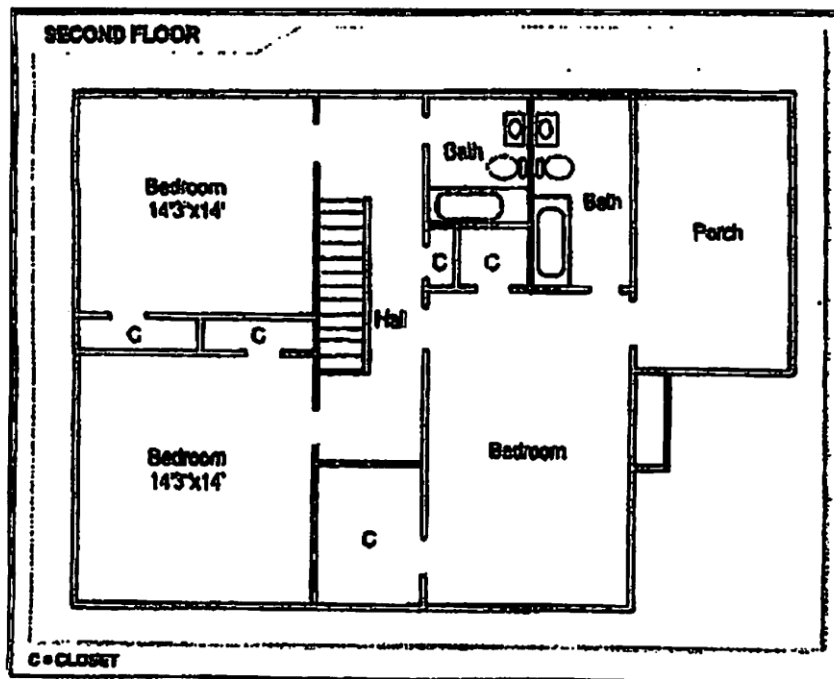 SECOND FLOOR
Bedroom
14'3"x14'
Bath
Bath
Porch
C
C
Hall
C
C
Bedroom
14'3"x14'
Bedroom
C
C = CLOSET